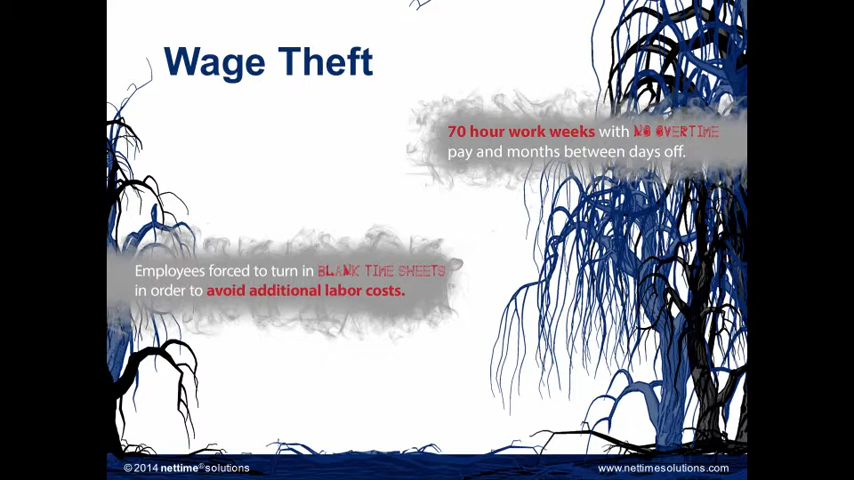 Wage Theft
70 hour work weeks with NO OVERTIME
pay and months between days off.
Employees forced to turn in BLANK TIME SHEETS
in order to avoid additional labor costs.
© 2014 nettime® solutions
www.nettimesolutions.com